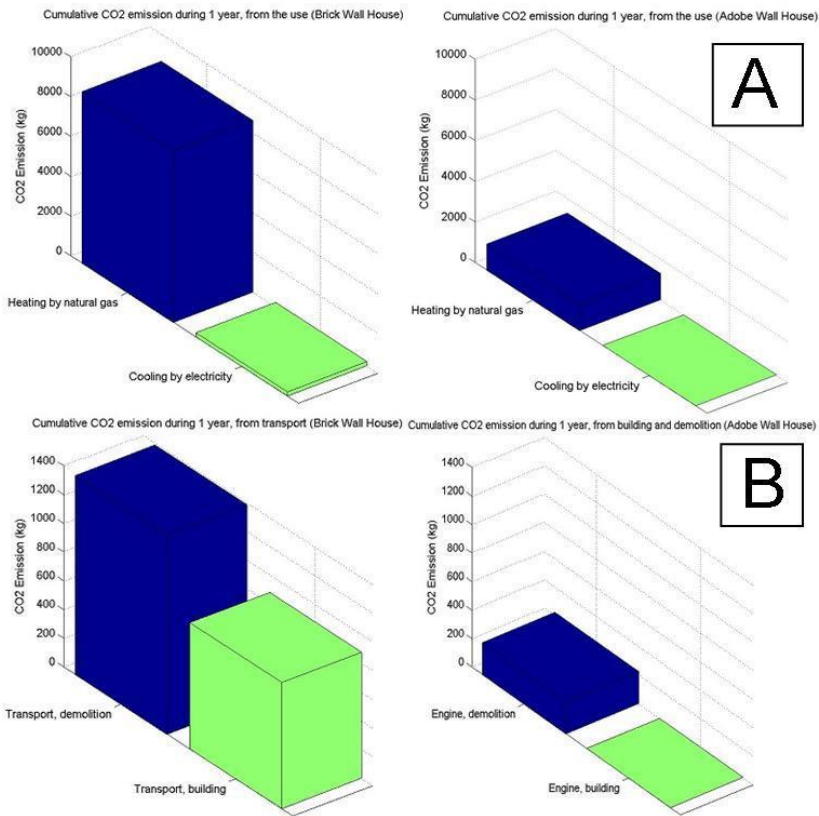 Cumulative CO2 emission during 1 year, from the use (Brick Wall House)
10000
8000
6000
4000
2000
0
CO2 Emission (kg)
Heating by natural gas
Cooling by electricity
Cumulative CO2 emission during 1 year, from the use (Adobe Wall House)
A
10000
8000
6000
4000
2000
0
CO2 Emission (kg)
Heating by natural gas
Cooling by electricity
Cumulative CO2 emission during 1 year, from transport (Brick Wall House)
1400
1200
1000
800
600
400
200
0
CO2 Emission (kg)
Transport, demolition
Transport, building
Cumulative CO2 emission during 1 year, from building and demolition (Adobe Wall House)
B
1400
1200
1000
800
600
400
200
0
CO2 Emission (kg)
Engine, demolition
Engine, building